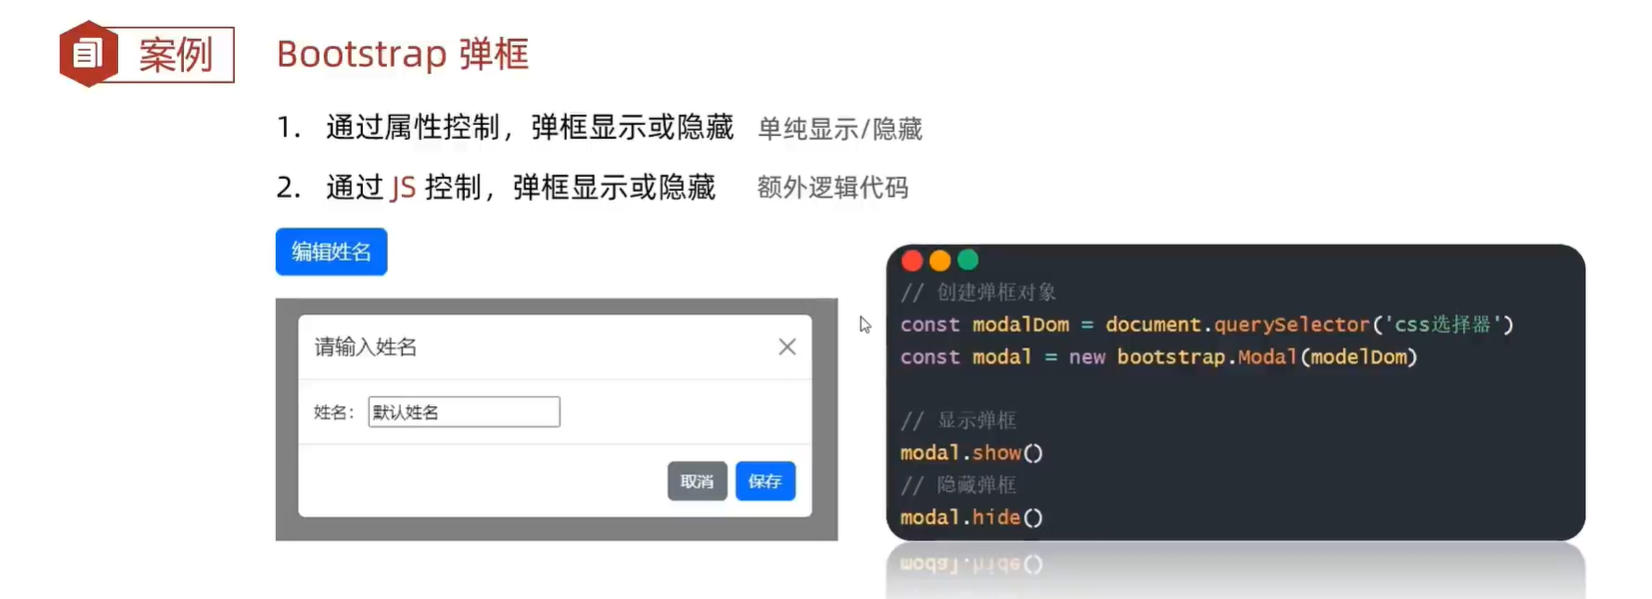 案例
Bootstrap 弹框
1. 通过属性控制，弹框显示或隐藏 单纯显示/隐藏
2. 通过 JS 控制，弹框显示或隐藏 额外逻辑代码
编辑姓名
请输入姓名
姓名： 默认姓名
取消 保存
// 创建弹框对象
const modalDom = document.querySelector('css选择器')
const modal = new bootstrap.Modal(modelDom)
// 显示弹框
modal.show()
// 隐藏弹框
modal.hide()